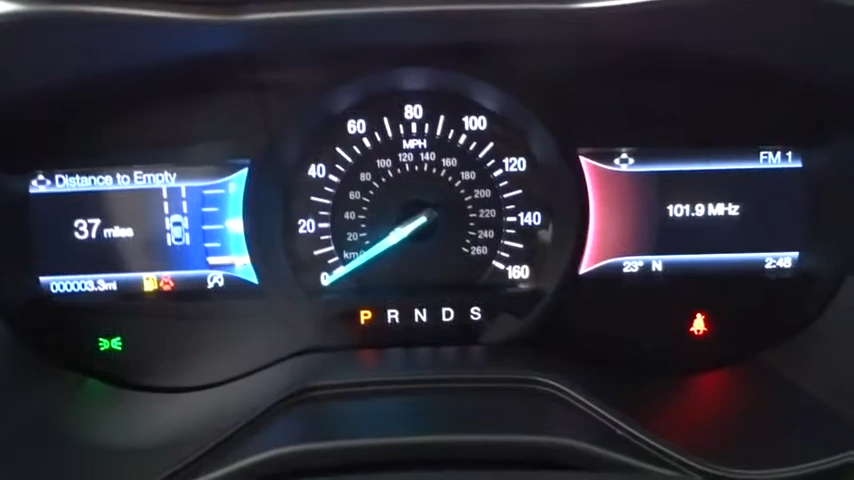 Distance to Empty
37 miles
000003.3mi
MPH
0 20 40 60 80 100 120 140 160
km/h
20 40 60 80 100 120 140 160 180 200 220 240 260
P R N D S
FM 1
101.9 MHz
23° N 2:48